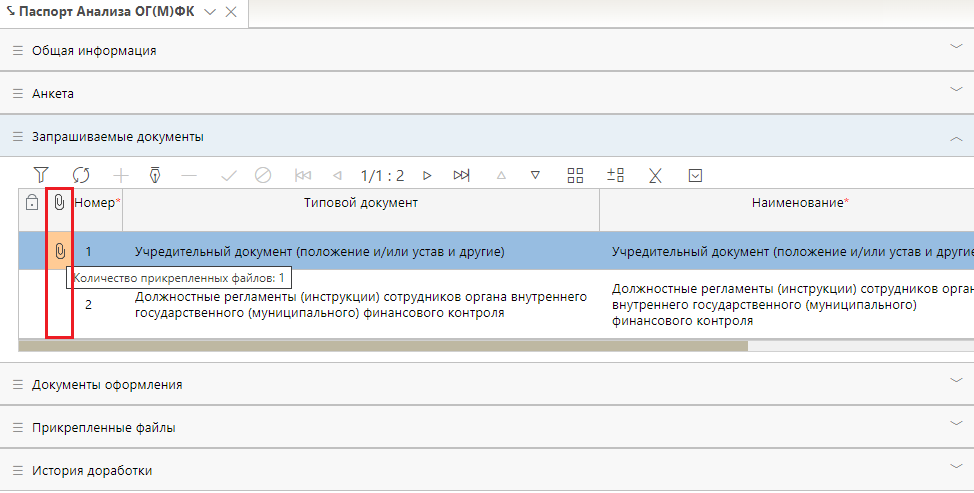 Паспорт Анализа ОГ(М)ФК
Общая информация
Анкета
Запрашиваемые документы
1/1 : 2
Номер* Типовой документ Наименование*
1 Учредительный документ (положение и/или устав и другие) Учредительный документ (положение и/или устав и другие
Количество прикрепленных файлов: 1
2 Должностные регламенты (инструкции) сотрудников органа внутреннего
государственного (муниципального) финансового контроля
Должностные регламенты (инструкции) сотрудников орган
внутреннего государственного (муниципального)
финансового контроля
Документы оформления
Прикрепленные файлы
История доработки